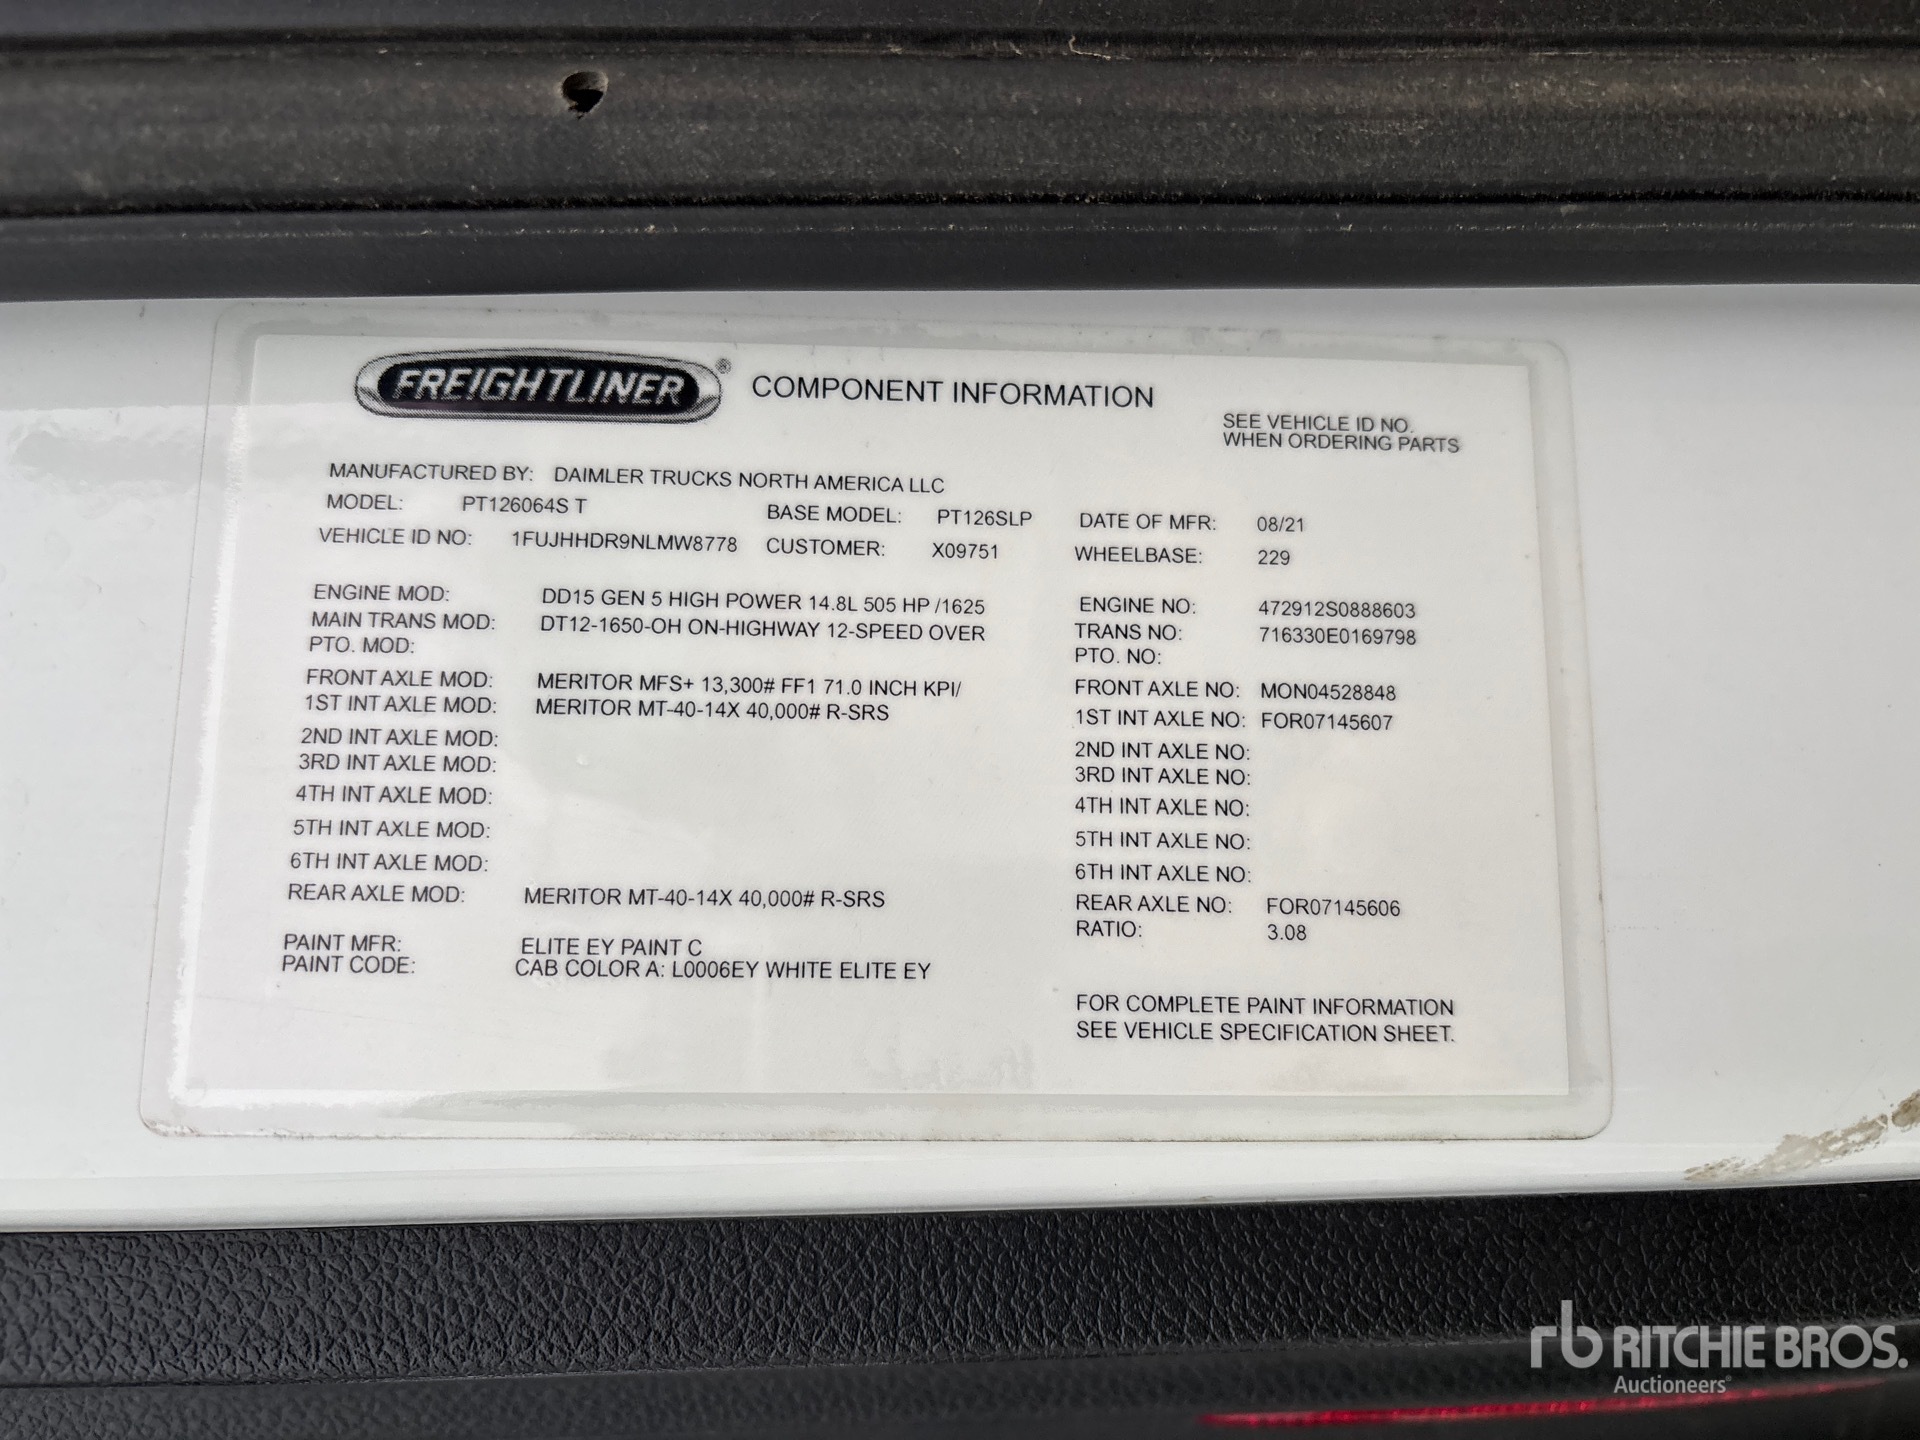 FREIGHTLINER® COMPONENT INFORMATION
SEE VEHICLE ID NO.
WHEN ORDERING PARTS
MANUFACTURED BY: DAIMLER TRUCKS NORTH AMERICA LLC
MODEL: PT126064S T BASE MODEL: PT126SLP DATE OF MFR: 08/21
VEHICLE ID NO: 1FUJHHDR9NLMW8778 CUSTOMER: X09751 WHEELBASE: 229
ENGINE MOD: DD15 GEN 5 HIGH POWER 14.8L 505 HP /1625 ENGINE NO: 472912S0888603
MAIN TRANS MOD: DT12-1650-OH ON-HIGHWAY 12-SPEED OVER TRANS NO: 716330E0169798
PTO. MOD: PTO. NO:
FRONT AXLE MOD: MERITOR MFS+ 13,300# FF1 71.0 INCH KPI/ FRONT AXLE NO: MON04528848
1ST INT AXLE MOD: MERITOR MT-40-14X 40,000# R-SRS 1ST INT AXLE NO: FOR07145607
2ND INT AXLE MOD: 2ND INT AXLE NO:
3RD INT AXLE MOD: 3RD INT AXLE NO:
4TH INT AXLE MOD: 4TH INT AXLE NO:
5TH INT AXLE MOD: 5TH INT AXLE NO:
6TH INT AXLE MOD: 6TH INT AXLE NO:
REAR AXLE MOD: MERITOR MT-40-14X 40,000# R-SRS REAR AXLE NO: FOR07145606
RATIO: 3.08
PAINT MFR: ELITE EY PAINT C
PAINT CODE: CAB COLOR A: L0006EY WHITE ELITE EY
FOR COMPLETE PAINT INFORMATION
SEE VEHICLE SPECIFICATION SHEET.
rb RITCHIE BROS.
Auctioneers